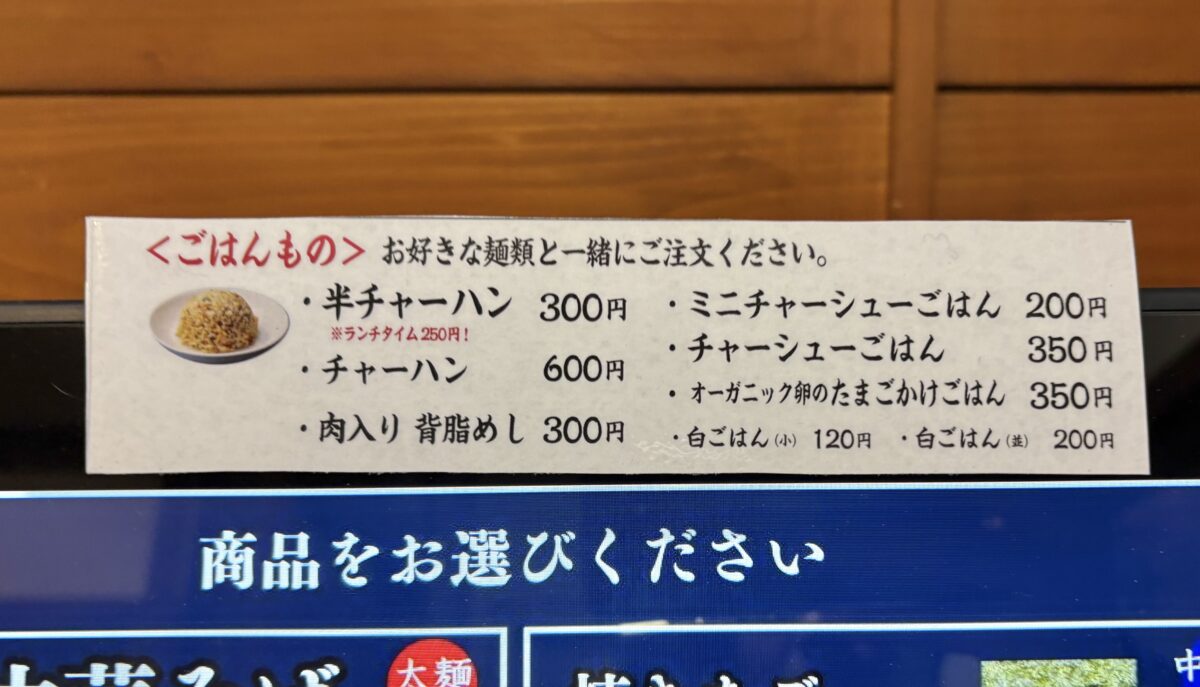 <ごはんもの> お好きな麺類と一緒にご注文ください。
・半チャーハン 300円
※ランチタイム250円!
・チャーハン 600円
・肉入り 背脂めし 300円
・ミニチャーシューごはん 200円
・チャーシューごはん 350円
・オーガニック卵のたまごかけごはん 350円
・白ごはん(小) 120円 ・白ごはん(並) 200円
商品をお選びください
太麺
中